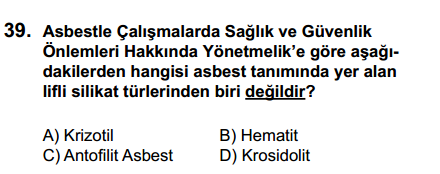 39. Asbestle Çalışmalarda Sağlık ve Güvenlik
Önlemleri Hakkında Yönetmelik’e göre aşağı-
dakilerden hangisi asbest tanımında yer alan
lifli silikat türlerinden biri değildir?
A) Krizotil B) Hematit
C) Antofilit Asbest D) Krosidolit